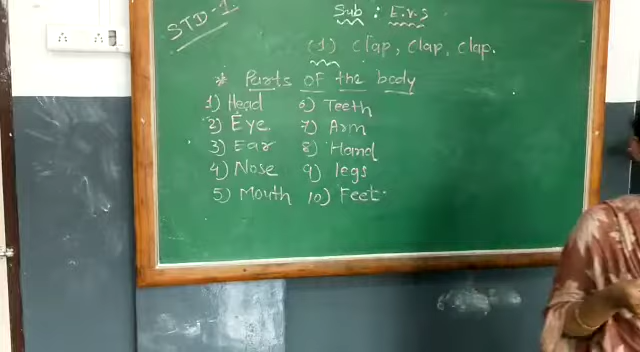 STD-1
Sub : E.v.s
(1) Clap, Clap, Clap.
* Parts of the body
1) Head 6) Teeth
2) Eye 7) Arm
3) Ear 8) Hand
4) Nose 9) legs
5) Mouth 10) Feet.